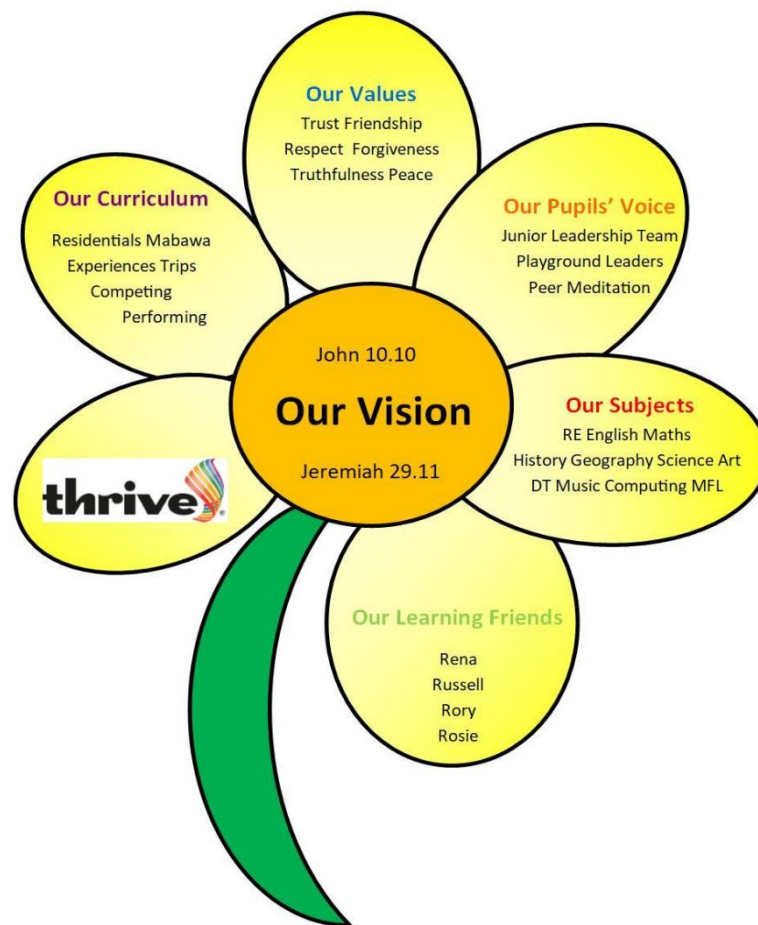 Our Values
Trust Friendship
Respect Forgiveness
Truthfulness Peace
Our Curriculum
Residentials Mabawa
Experiences Trips
Competing
Performing
Our Pupils' Voice
Junior Leadership Team
Playground Leaders
Peer Meditation
John 10.10
Our Vision
Jeremiah 29.11
Our Subjects
RE English Maths
History Geography Science Art
DT Music Computing MFL
thrive
Our Learning Friends
Rena
Russell
Rory
Rosie